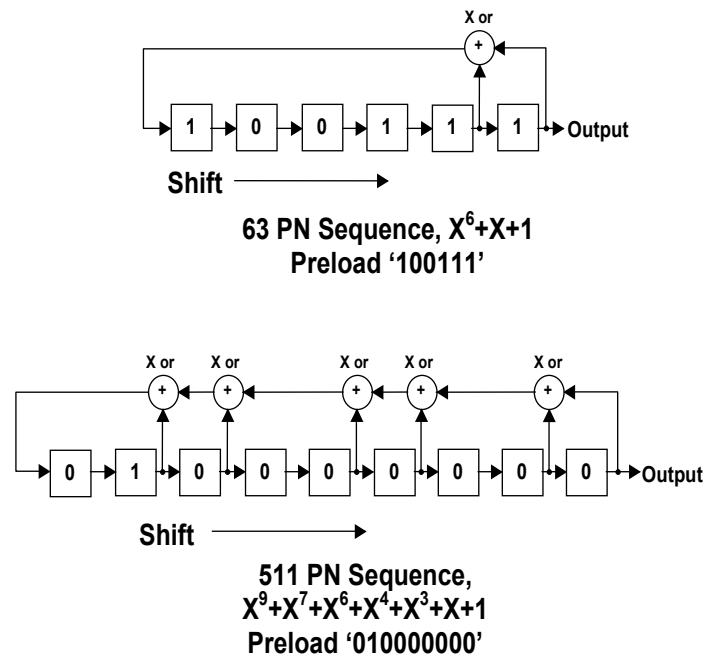 X or
+
1 0 0 1 1 1 Output
Shift
63 PN Sequence, X⁶+X+1
Preload ‘100111’
X or X or X or X or X or
+ + + + +
0 1 0 0 0 0 0 0 0 Output
Shift
511 PN Sequence,
X⁹+X⁷+X⁶+X⁴+X³+X+1
Preload ‘010000000’